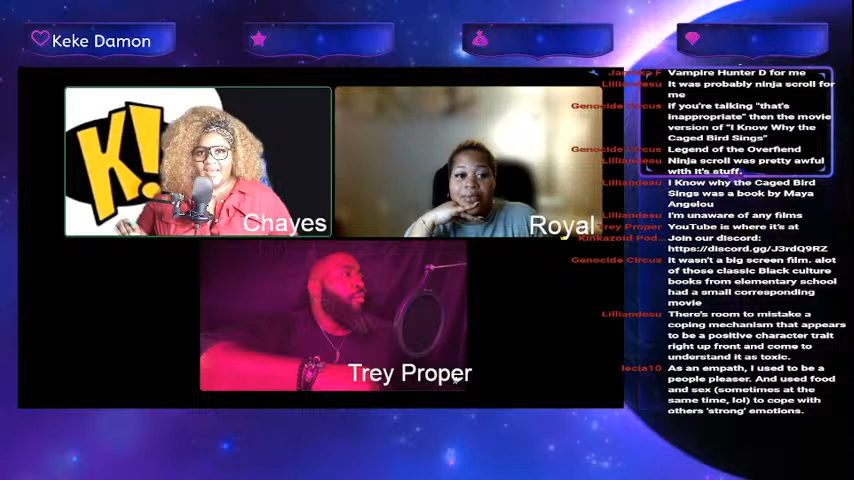 Keke Damon
K!
Chayes
Royal
Trey Proper
Vampire Hunter D for me
Lilliandesu It was probably ninja scroll for
me
Genocide Circus If you're talking "that's
inappropriate" then the movie
version of "I Know Why the
Caged Bird Sings"
Genocide Circus Legend of the Overfiend
Lilliandesu Ninja scroll was pretty awful
with it's stuff.
Lilliandesu I Know why the Caged Bird
Sings was a book by Maya
Angelou
Lilliandesu I'm unaware of any films
Trey Proper YouTube is where it's at
Kinkazoid Pod... Join our discord:
https://discord.gg/J3rdQ9RZ
Genocide Circus It wasn't a big screen film. alot
of those classic Black culture
books from elementary school
had a small corresponding
movie
Lilliandesu There's room to mistake a
coping mechanism that appears
to be a positive character trait
right up front and come to
understand it as toxic.
lecia10 As an empath, I used to be a
people pleaser. And used food
and sex (sometimes at the
same time, lol) to cope with
others 'strong' emotions.